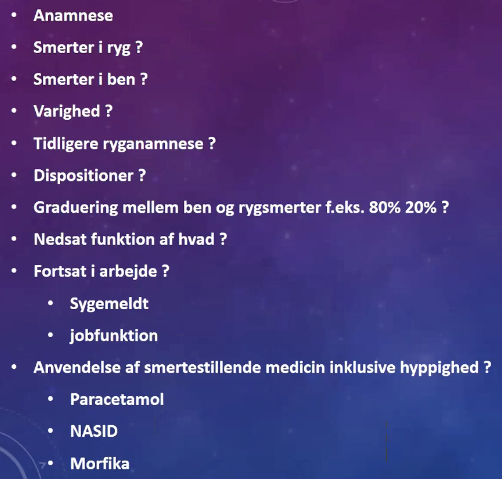 • Anamnese
• Smerter i ryg ?
• Smerter i ben ?
• Varighed ?
• Tidligere ryganamnese ?
• Dispositioner ?
• Graduering mellem ben og rygsmerter f.eks. 80% 20% ?
• Nedsat funktion af hvad ?
• Fortsat i arbejde ?
• Sygemeldt
• jobfunktion
• Anvendelse af smertestillende medicin inklusive hyppighed ?
• Paracetamol
• NASID
• Morfika